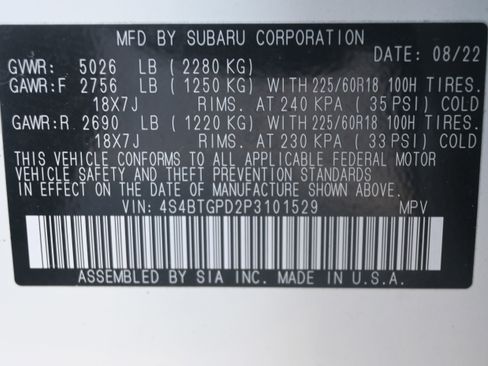 MFD BY SUBARU CORPORATION
DATE: 08/22
GVWR: 5026 LB (2280 KG)
GAWR:F 2756 LB (1250 KG) WITH 225/60R18 100H TIRES.
18X7J RIMS. AT 240 KPA (35 PSI) COLD
GAWR:R 2690 LB (1220 KG) WITH 225/60R18 100H TIRES.
18X7J RIMS. AT 230 KPA (33 PSI) COLD
THIS VEHICLE CONFORMS TO ALL APPLICABLE FEDERAL MOTOR
VEHICLE SAFETY AND THEFT PREVENTION STANDARDS
IN EFFECT ON THE DATE OF MANUFACTURE SHOWN ABOVE.
VIN: 4S4BTGPD2P3101529 MPV
ASSEMBLED BY SIA INC. MADE IN U.S.A.